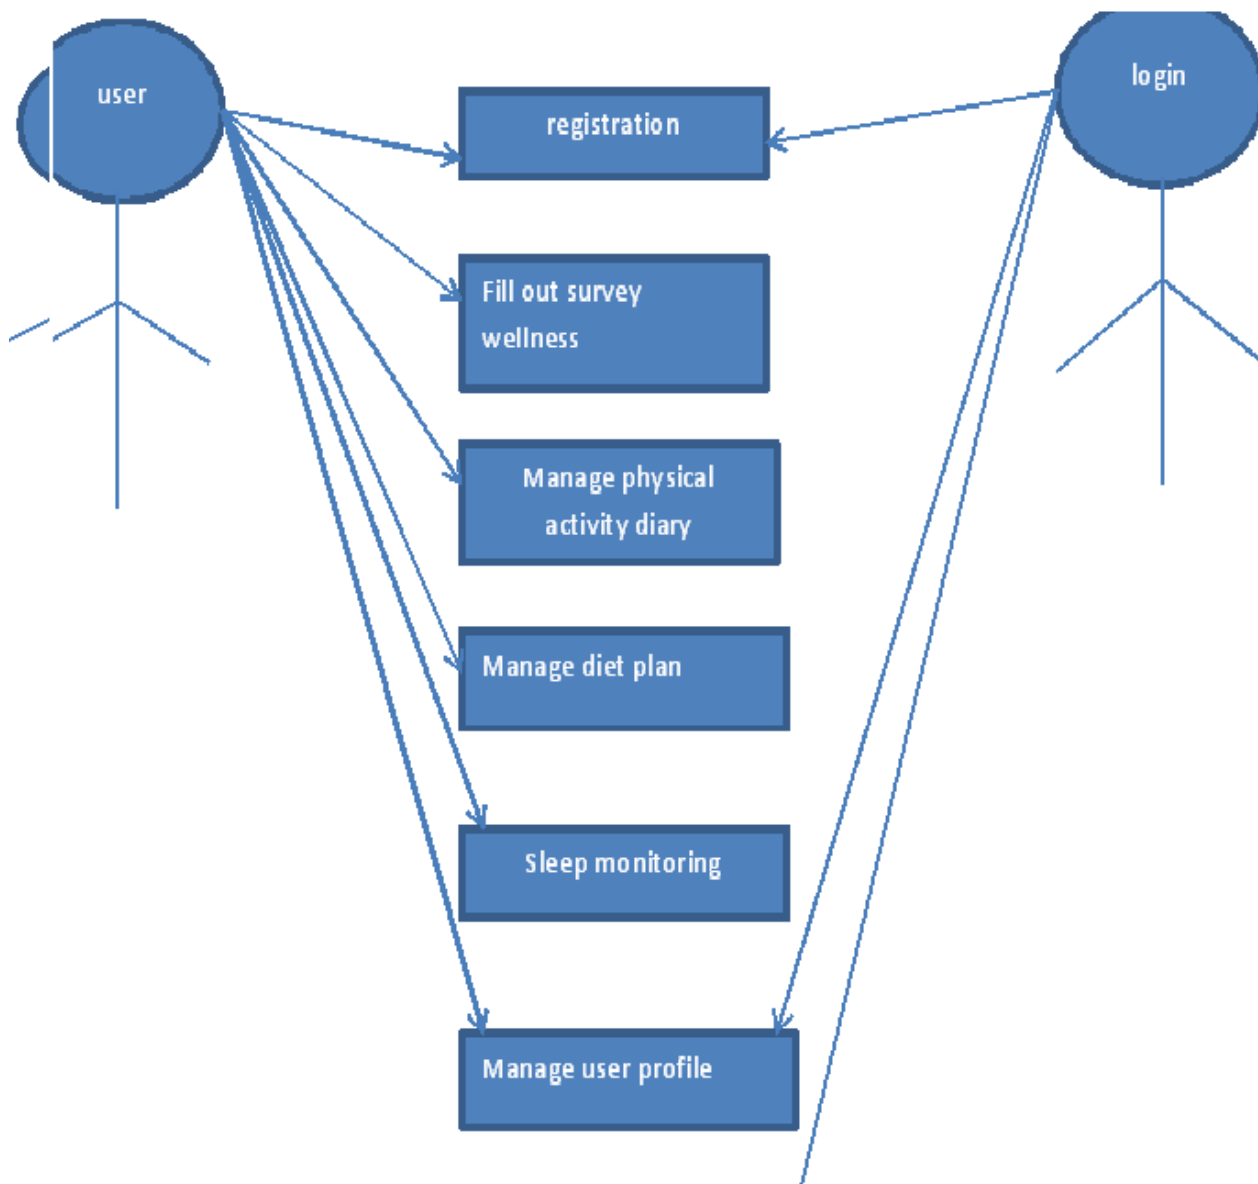 user
login
registration
Fill out survey
wellness
Manage physical
activity diary
Manage diet plan
Sleep monitoring
Manage user profile